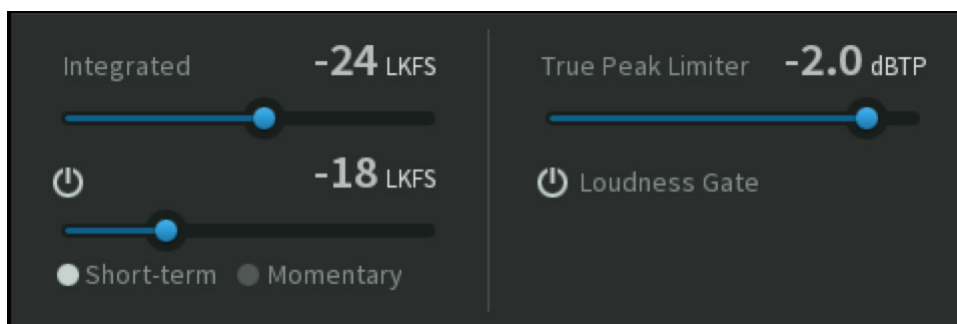 Integrated -24 LKFS
-18 LKFS
Short-term Momentary
True Peak Limiter -2.0 dBTP
Loudness Gate